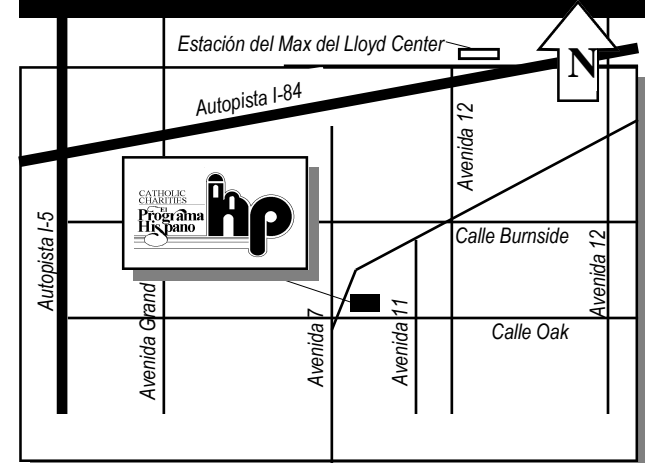 Estación del Max del Lloyd Center
N
Autopista I-84
Avenida 12
CATHOLIC
CHARITIES
El
Programa
Hispano
hp
Autopista I-5
Calle Burnside
Avenida 12
Avenida Grand
Avenida 7
Avenida 11
Calle Oak